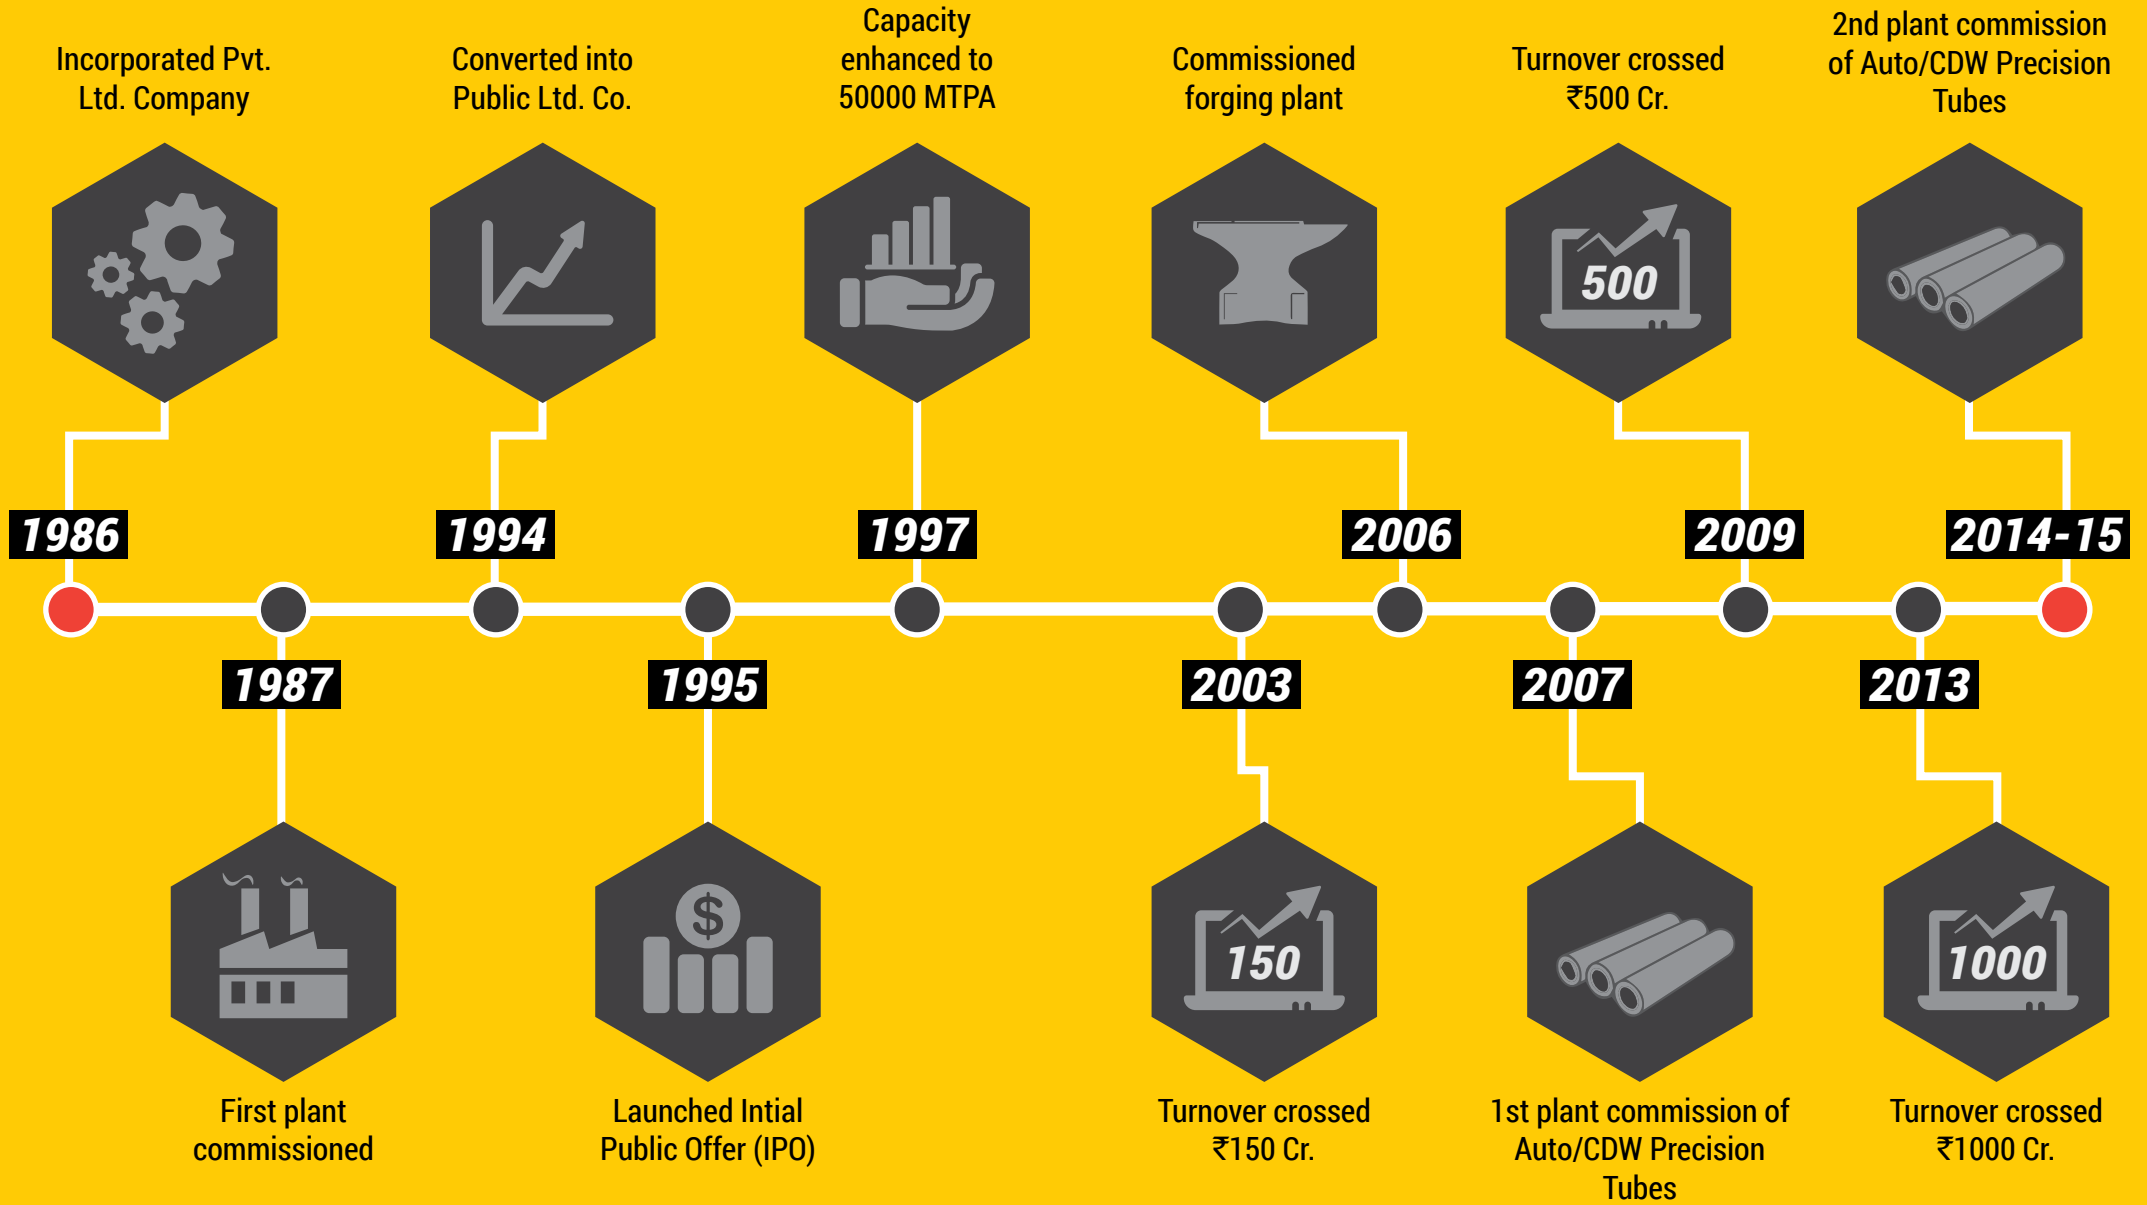 Incorporated Pvt.
Ltd. Company
Converted into
Public Ltd. Co.
Capacity
enhanced to
50000 MTPA
Commissioned
forging plant
Turnover crossed
₹500 Cr.
2nd plant commission
of Auto/CDW Precision
Tubes
500
1986
1994
1997
2006
2009
2014-15
1987
1995
2003
2007
2013
$
150
1000
First plant
commissioned
Launched Intial
Public Offer (IPO)
Turnover crossed
₹150 Cr.
1st plant commission of
Auto/CDW Precision
Tubes
Turnover crossed
₹1000 Cr.